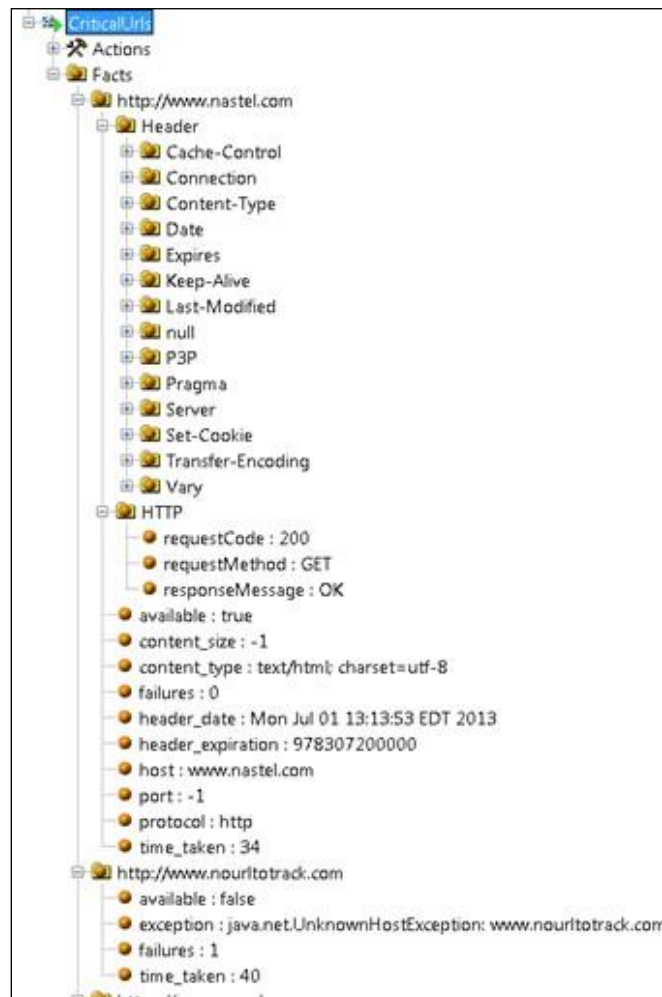 CriticalUrls
Actions
Facts
http://www.nastel.com
Header
Cache-Control
Connection
Content-Type
Date
Expires
Keep-Alive
Last-Modified
null
P3P
Pragma
Server
Set-Cookie
Transfer-Encoding
Vary
HTTP
requestCode : 200
requestMethod : GET
responseMessage : OK
available : true
content_size : -1
content_type : text/html; charset=utf-8
failures : 0
header_date : Mon Jul 01 13:13:53 EDT 2013
header_expiration : 978307200000
host : www.nastel.com
port : -1
protocol : http
time_taken : 34
http://www.nourltotrack.com
available : false
exception : java.net.UnknownHostException: www.nourltotrack.com
failures : 1
time_taken : 40